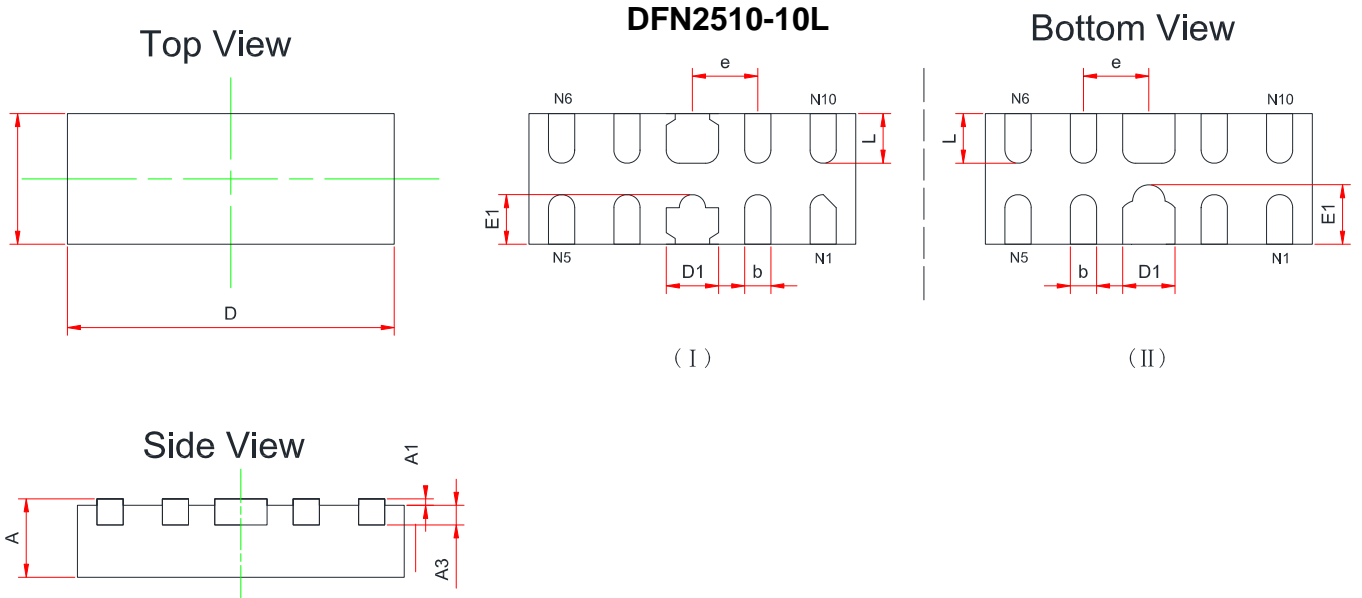 DFN2510-10L
Top View
Bottom View
e
e
N6
N10
N6
N10
L
L
E1
E1
N5
D1
b
N1
N5
b
D1
N1
D
(Ⅰ)
(Ⅱ)
Side View
A1
A
A3